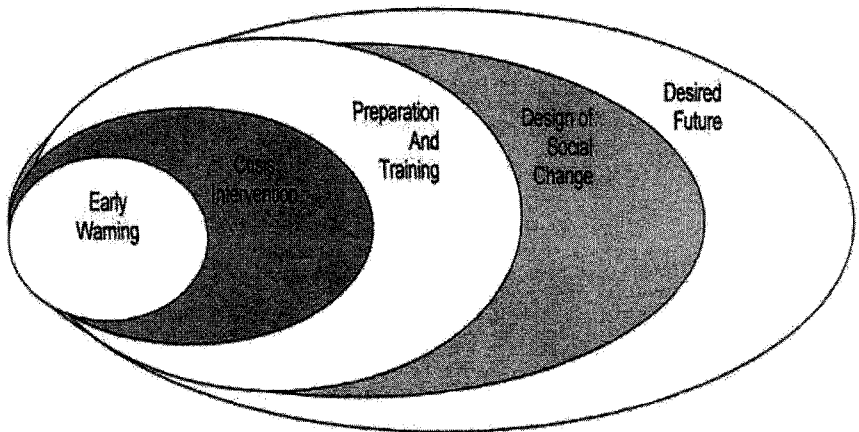 Early
Warning
Crisis
Intervention
Preparation
And
Training
Design of
Social
Change
Desired
Future